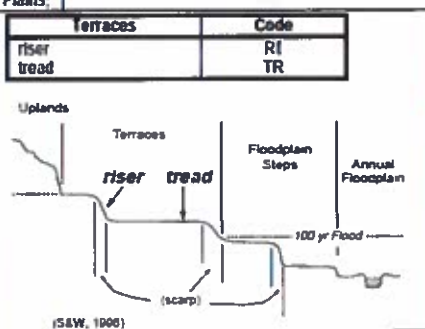 Plains,
Terraces Code
riser RI
tread TR
Uplands
Terraces
Floodplain Steps
Annual Floodplain
riser tread
100 yr Flood
(scarp)
(S&W, 1996)